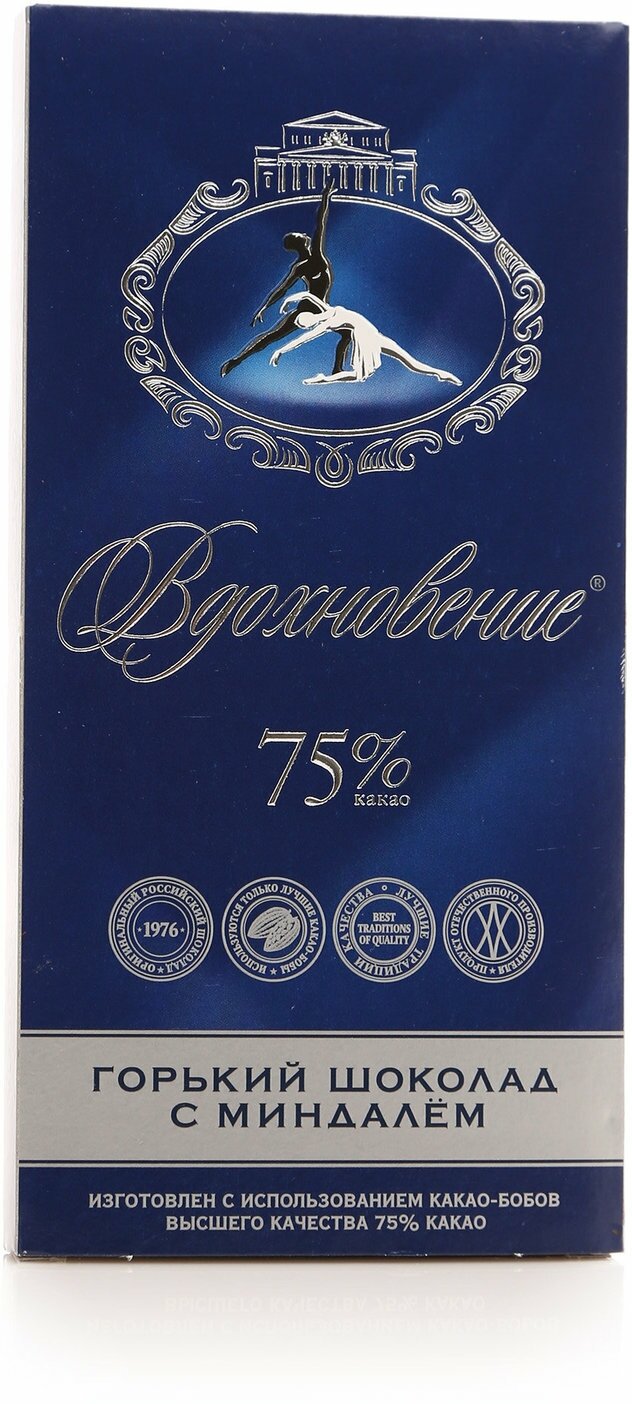 Вдохновение®
75%
какао
ОРИГИНАЛЬНЫЙ РОССИЙСКИЙ ШОКОЛАД
1976
ИСПОЛЬЗУЮТСЯ ТОЛЬКО ЛУЧШИЕ КАКАО-БОБЫ
ЛУЧШИЕ ТРАДИЦИИ КАЧЕСТВА
BEST
TRADITIONS
OF QUALITY
ПРОДУКТ ОТЕЧЕСТВЕННОГО ПРОИЗВОДИТЕЛЯ
ГОРЬКИЙ ШОКОЛАД
С МИНДАЛЁМ
ИЗГОТОВЛЕН С ИСПОЛЬЗОВАНИЕМ КАКАО-БОБОВ
ВЫСШЕГО КАЧЕСТВА 75% КАКАО